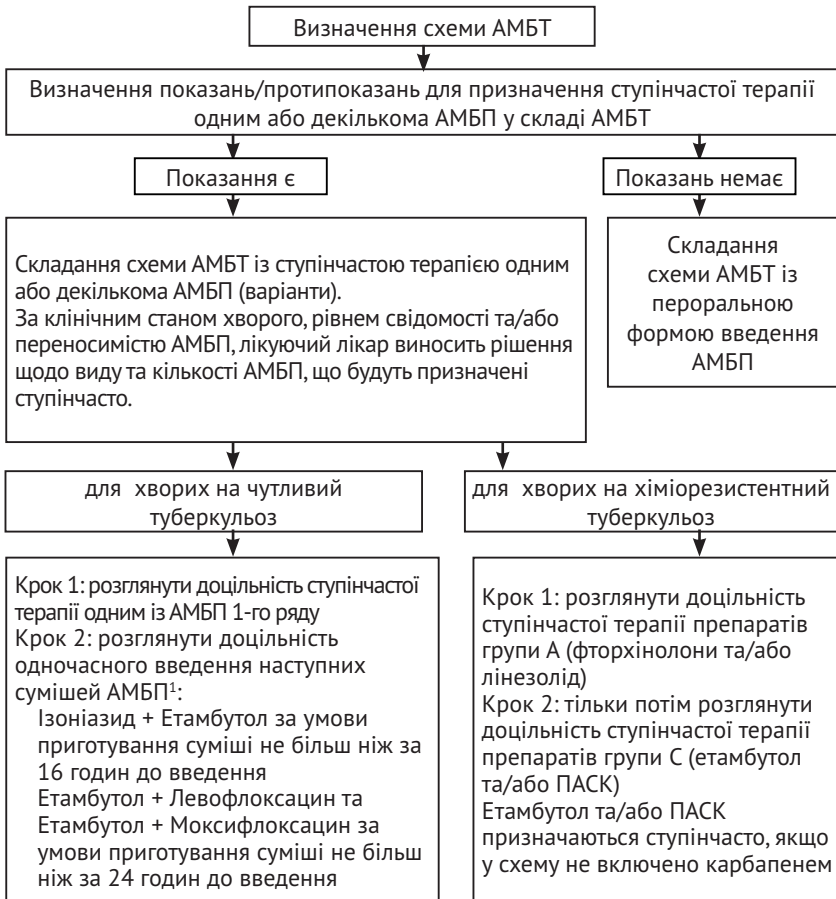 Визначення схеми АМБТ
Визначення показань/протипоказань для призначення ступінчастої терапії
одним або декількома АМБП у складі АМБТ
Показання є
Показань немає
Складання схеми АМБТ із ступінчастою терапією одним
або декількома АМБП (варіанти).
За клінічним станом хворого, рівнем свідомості та/або
переносимістю АМБП, лікуючий лікар виносить рішення
щодо виду та кількості АМБП, що будуть призначені
ступінчасто.
Складання
схеми АМБТ із
пероральною
формою введення
АМБП
для хворих на чутливий
туберкульоз
для хворих на хіміорезистентний
туберкульоз
Крок 1: розглянути доцільність ступінчастої
терапії одним із АМБП 1-го ряду
Крок 2: розглянути доцільність
одночасного введення наступних
сумішей АМБП¹:
Ізоніазид + Етамбутол за умови
приготування суміші не більш ніж за
16 годин до введення
Етамбутол + Левофлоксацин та
Етамбутол + Моксифлоксацин за
умови приготування суміші не більш
ніж за 24 годин до введення
Крок 1: розглянути доцільність
ступінчастої терапії препаратів
групи А (фторхінолони та/або
лінезолід)
Крок 2: тільки потім розглянути
доцільність ступінчастої терапії
препаратів групи С (етамбутол
та/або ПАСК)
Етамбутол та/або ПАСК
призначаються ступінчасто, якщо
у схему не включено карбапенем